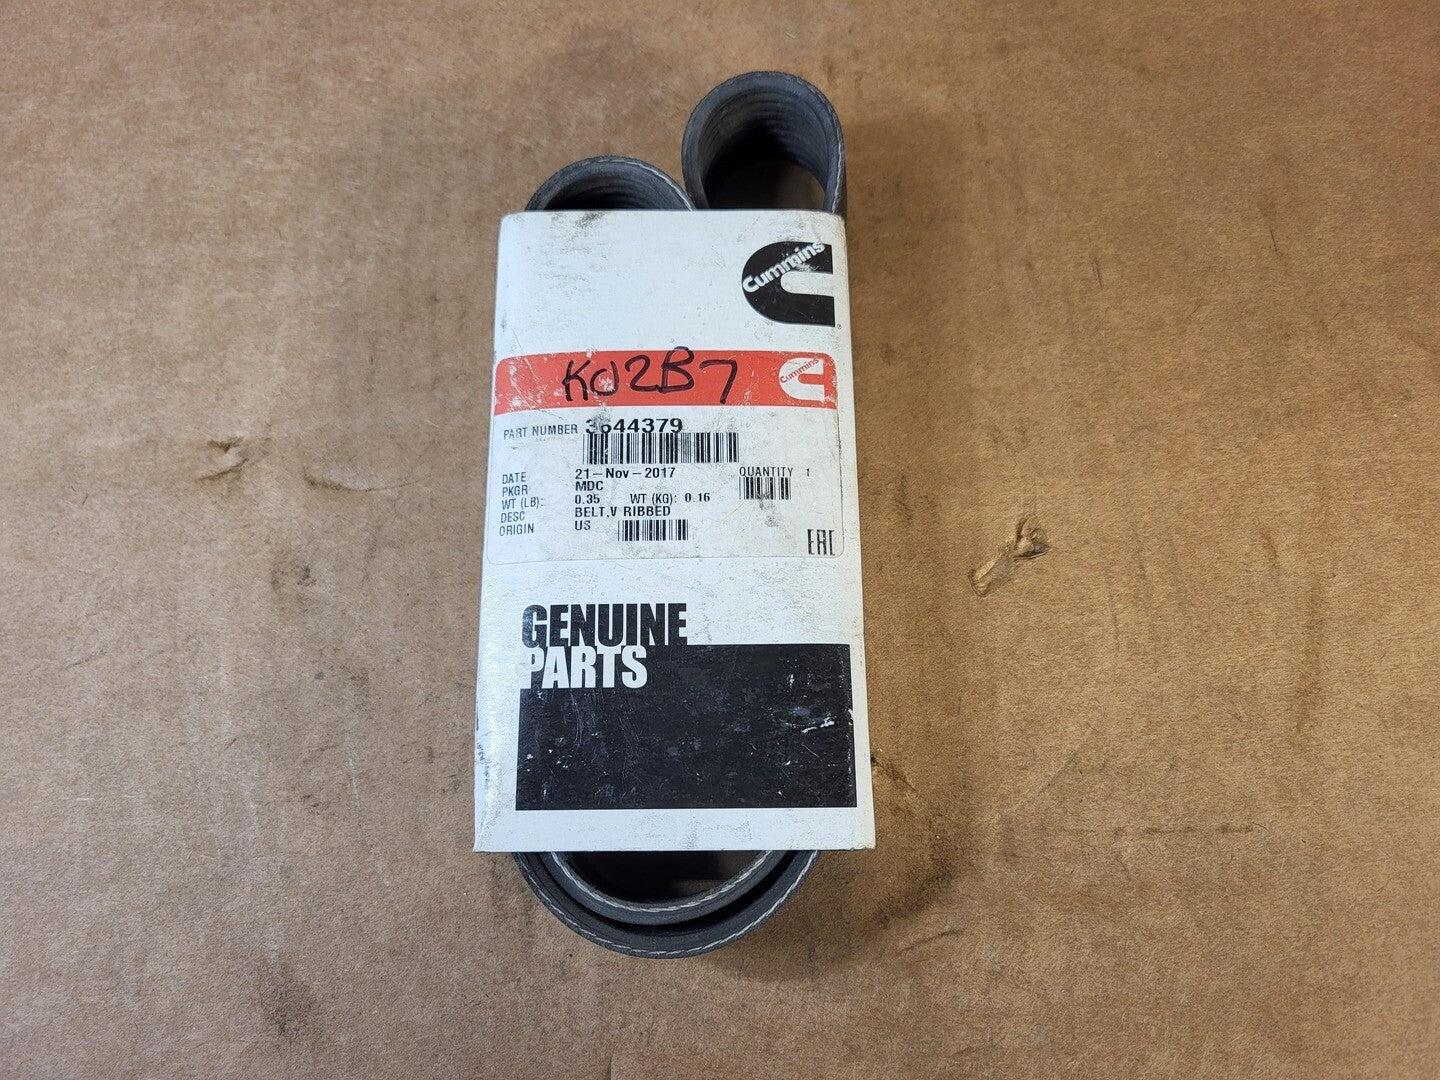 Cummins
K02B7
Cummins
PART NUMBER 3644379
DATE 21-Nov-2017 QUANTITY 1
PKGR MDC
WT (LB): 0.35 WT (KG): 0.16
DESC BELT,V RIBBED
ORIGIN US
EAC
GENUINE
PARTS